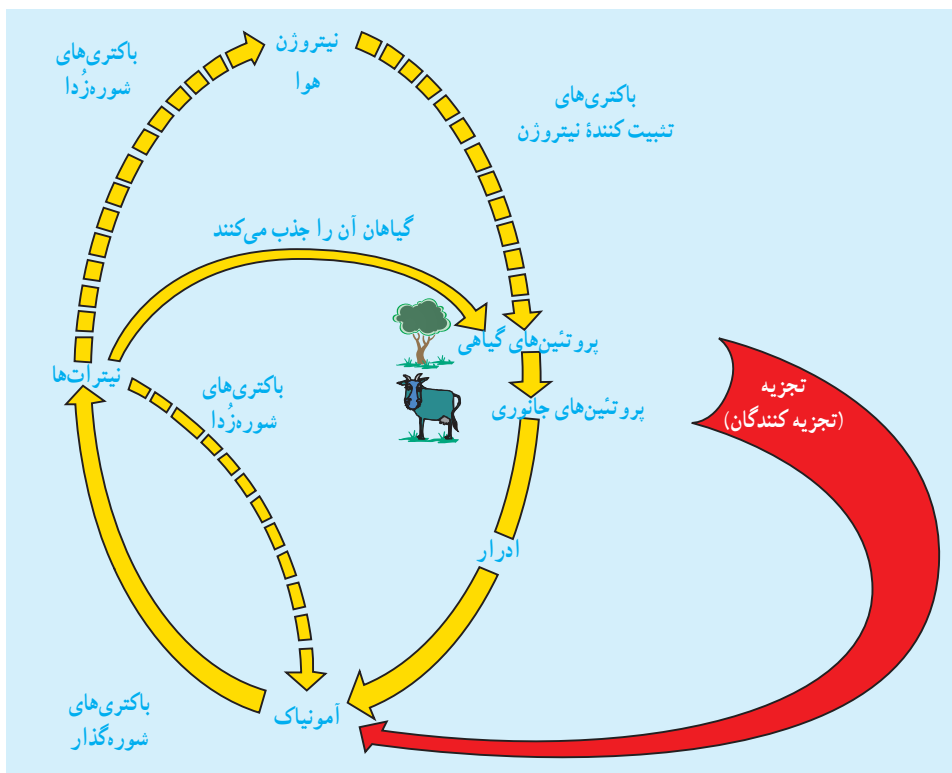 نیتروژن
هوا
باکتری‌های
شوره‌زُدا
باکتری‌های
تثبیت کنندهٔ نیتروژن
گیاهان آن را جذب می‌کنند
پروتئین‌های گیاهی
نیترات‌ها
باکتری‌های
شوره‌زُدا
پروتئین‌های جانوری
تجزیه
(تجزیه کنندگان)
ادرار
آمونیاک
باکتری‌های
شوره‌گذار